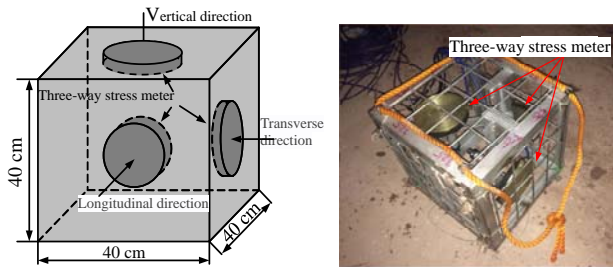 Vertical direction
Three-way stress meter
Three-way stress meter
Transverse
direction
40 cm
Longitudinal direction
40 cm
40 cm